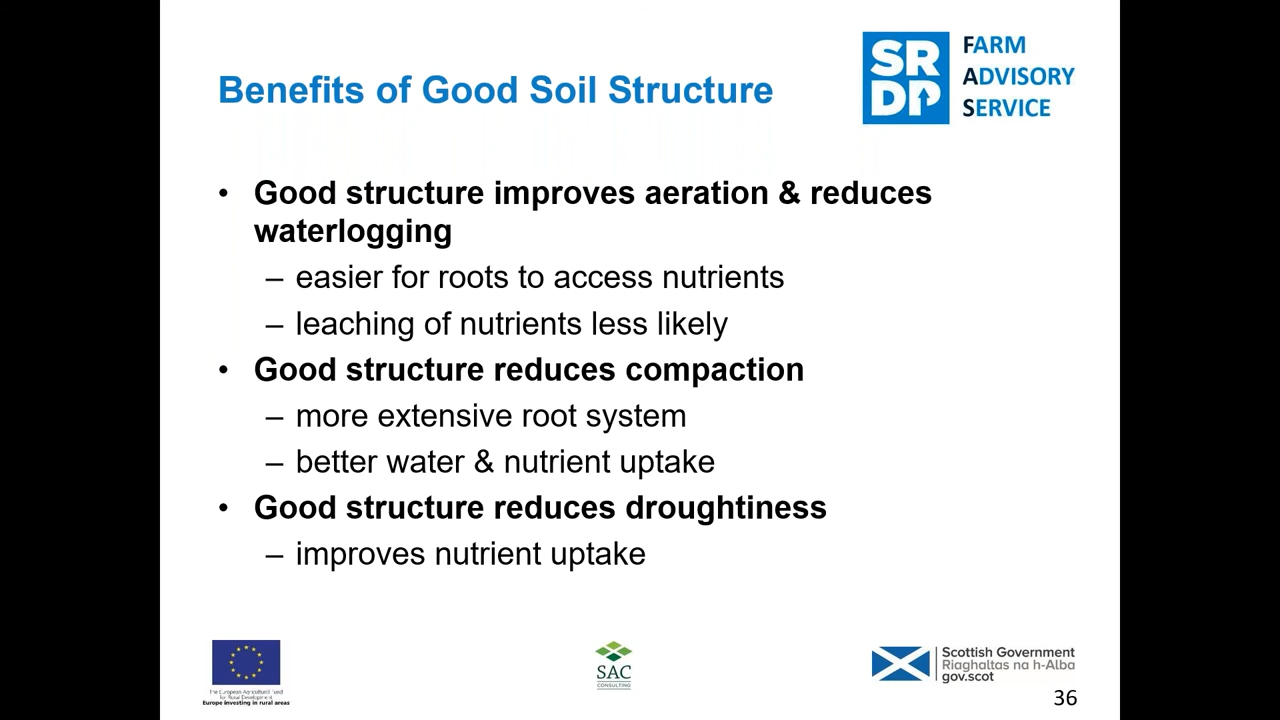 Benefits of Good Soil Structure
SR
DP
FARM
ADVISORY
SERVICE
• Good structure improves aeration & reduces
waterlogging
– easier for roots to access nutrients
– leaching of nutrients less likely
• Good structure reduces compaction
– more extensive root system
– better water & nutrient uptake
• Good structure reduces droughtiness
– improves nutrient uptake
The European Agricultural Fund
for Rural Development
Europe investing in rural areas
SAC
CONSULTING
Scottish Government
Riaghaltas na h-Alba
gov.scot
36